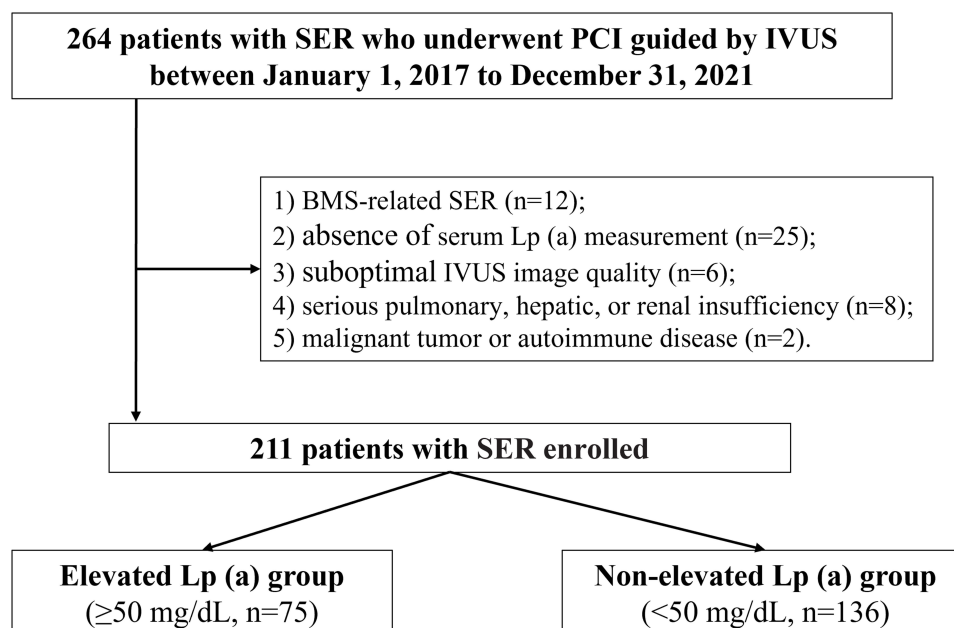 264 patients with SER who underwent PCI guided by IVUS
between January 1, 2017 to December 31, 2021
1) BMS-related SER (n=12);
2) absence of serum Lp (a) measurement (n=25);
3) suboptimal IVUS image quality (n=6);
4) serious pulmonary, hepatic, or renal insufficiency (n=8);
5) malignant tumor or autoimmune disease (n=2).
211 patients with SER enrolled
Elevated Lp (a) group
(≥50 mg/dL, n=75)
Non-elevated Lp (a) group
(<50 mg/dL, n=136)